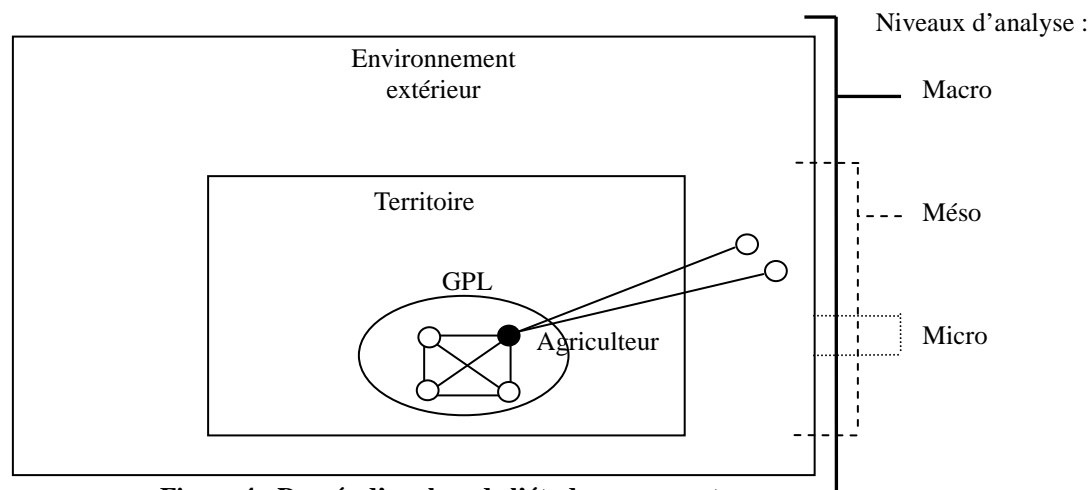 Niveaux d'analyse :
Environnement
extérieur
Macro
Territoire
Méso
GPL
Agriculteur
Micro